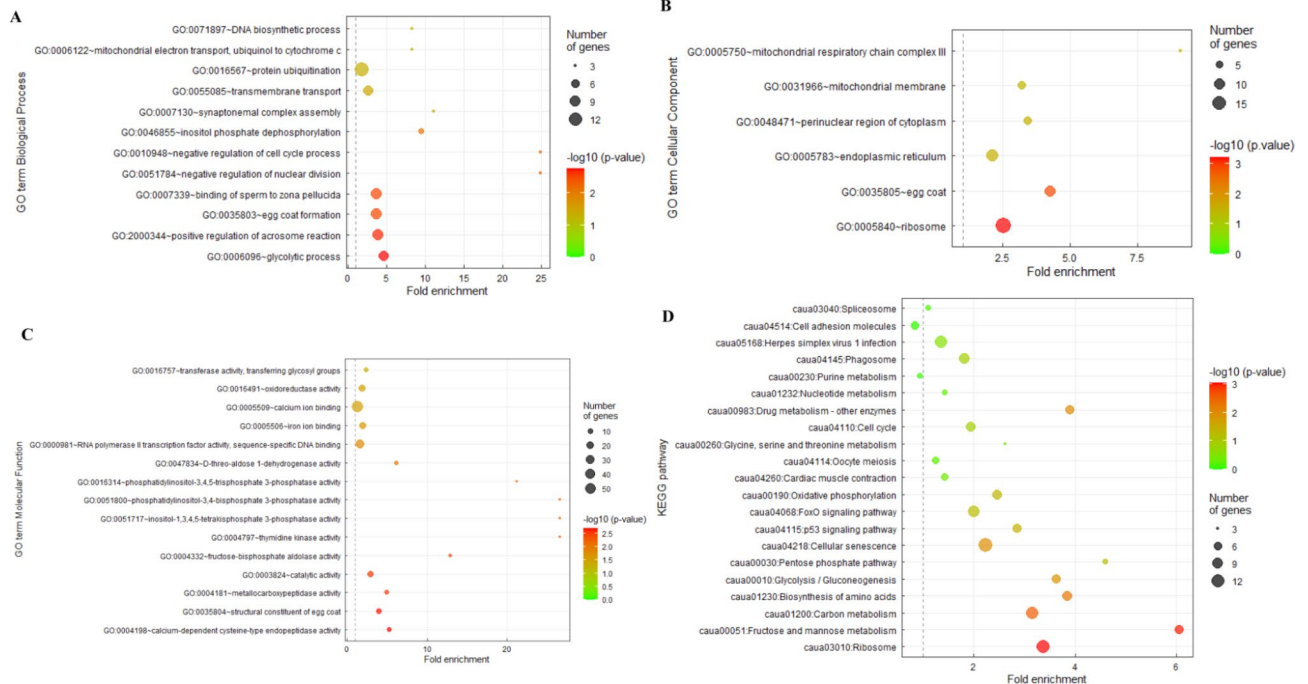 A
GO term Biological Process
GO:0071897~DNA biosynthetic process
GO:0006122~mitochondrial electron transport, ubiquinol to cytochrome c
GO:0016567~protein ubiquitination
GO:0055085~transmembrane transport
GO:0007130~synaptonemal complex assembly
GO:0046855~inositol phosphate dephosphorylation
GO:0010948~negative regulation of cell cycle process
GO:0051784~negative regulation of nuclear division
GO:0007339~binding of sperm to zona pellucida
GO:0035803~egg coat formation
GO:2000344~positive regulation of acrosome reaction
GO:0006096~glycolytic process
0 5 10 15 20 25
Fold enrichment
Number
of genes
3
6
9
12
-log10 (p-value)
2
1
0
B
GO term Cellular Component
GO:0005750~mitochondrial respiratory chain complex III
GO:0031966~mitochondrial membrane
GO:0048471~perinuclear region of cytoplasm
GO:0005783~endoplasmic reticulum
GO:0035805~egg coat
GO:0005840~ribosome
2.5 5.0 7.5
Fold enrichment
Number
of genes
5
10
15
-log10 (p-value)
3
2
1
0
C
GO term Molecular Function
GO:0016757~transferase activity, transferring glycosyl groups
GO:0016491~oxidoreductase activity
GO:0005509~calcium ion binding
GO:0005506~iron ion binding
GO:0000981~RNA polymerase II transcription factor activity, sequence-specific DNA binding
GO:0047834~D-threo-aldose 1-dehydrogenase activity
GO:0016314~phosphatidylinositol-3,4,5-trisphosphate 3-phosphatase activity
GO:0051800~phosphatidylinositol-3,4-bisphosphate 3-phosphatase activity
GO:0051717~inositol-1,3,4,5-tetrakisphosphate 3-phosphatase activity
GO:0004797~thymidine kinase activity
GO:0004332~fructose-bisphosphate aldolase activity
GO:0003824~catalytic activity
GO:0004181~metallocarboxypeptidase activity
GO:0035804~structural constituent of egg coat
GO:0004198~calcium-dependent cysteine-type endopeptidase activity
0 10 20
Fold enrichment
Number
of genes
10
20
30
40
50
-log10 (p-value)
2.5
2.0
1.5
1.0
0.5
0.0
D
KEGG pathway
caua03040:Spliceosome
caua04514:Cell adhesion molecules
caua05168:Herpes simplex virus 1 infection
caua04145:Phagosome
caua00230:Purine metabolism
caua01232:Nucleotide metabolism
caua00983:Drug metabolism - other enzymes
caua04110:Cell cycle
caua00260:Glycine, serine and threonine metabolism
caua04114:Oocyte meiosis
caua04260:Cardiac muscle contraction
caua00190:Oxidative phosphorylation
caua04068:FoxO signaling pathway
caua04115:p53 signaling pathway
caua04218:Cellular senescence
caua00030:Pentose phosphate pathway
caua00010:Glycolysis / Gluconeogenesis
caua01230:Biosynthesis of amino acids
caua01200:Carbon metabolism
caua00051:Fructose and mannose metabolism
caua03010:Ribosome
2 4 6
Fold enrichment
-log10 (p-value)
3
2
1
0
Number
of genes
3
6
9
12